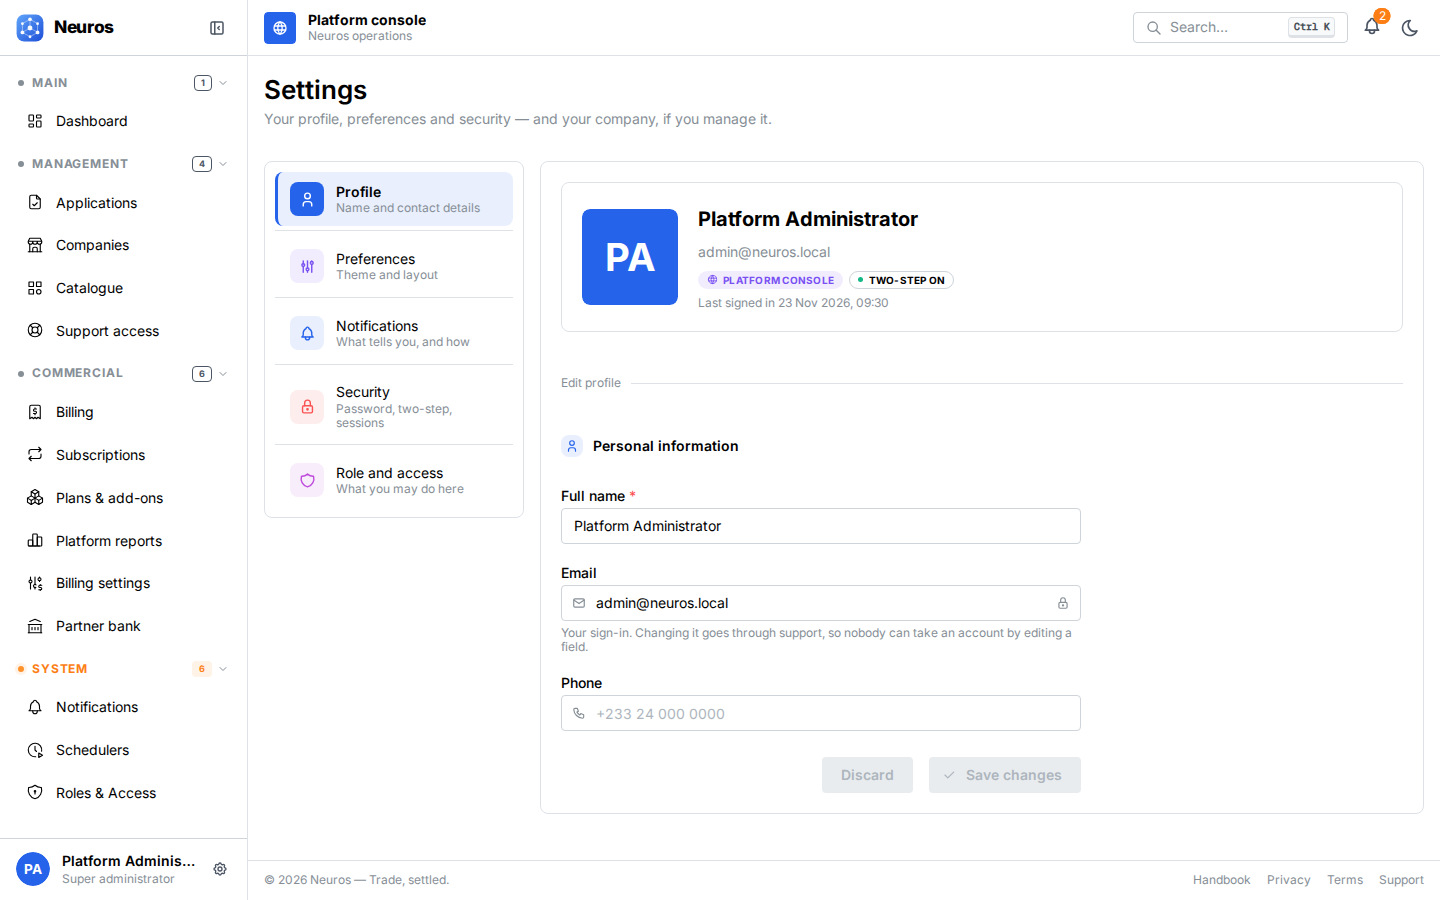 Neuros
Platform console
Neuros operations
Search...
Ctrl K
2
MAIN
1
Dashboard
MANAGEMENT
4
Applications
Companies
Catalogue
Support access
COMMERCIAL
6
Billing
Subscriptions
Plans & add-ons
Platform reports
Billing settings
Partner bank
SYSTEM
6
Notifications
Schedulers
Roles & Access
PA
Platform Adminis...
Super administrator
Settings
Your profile, preferences and security — and your company, if you manage it.
Profile
Name and contact details
Preferences
Theme and layout
Notifications
What tells you, and how
Security
Password, two-step,
sessions
Role and access
What you may do here
PA
Platform Administrator
admin@neuros.local
PLATFORM CONSOLE
TWO-STEP ON
Last signed in 23 Nov 2026, 09:30
Edit profile
Personal information
Full name *
Platform Administrator
Email
admin@neuros.local
Your sign-in. Changing it goes through support, so nobody can take an account by editing a
field.
Phone
+233 24 000 0000
Discard
Save changes
© 2026 Neuros — Trade, settled.
Handbook
Privacy
Terms
Support